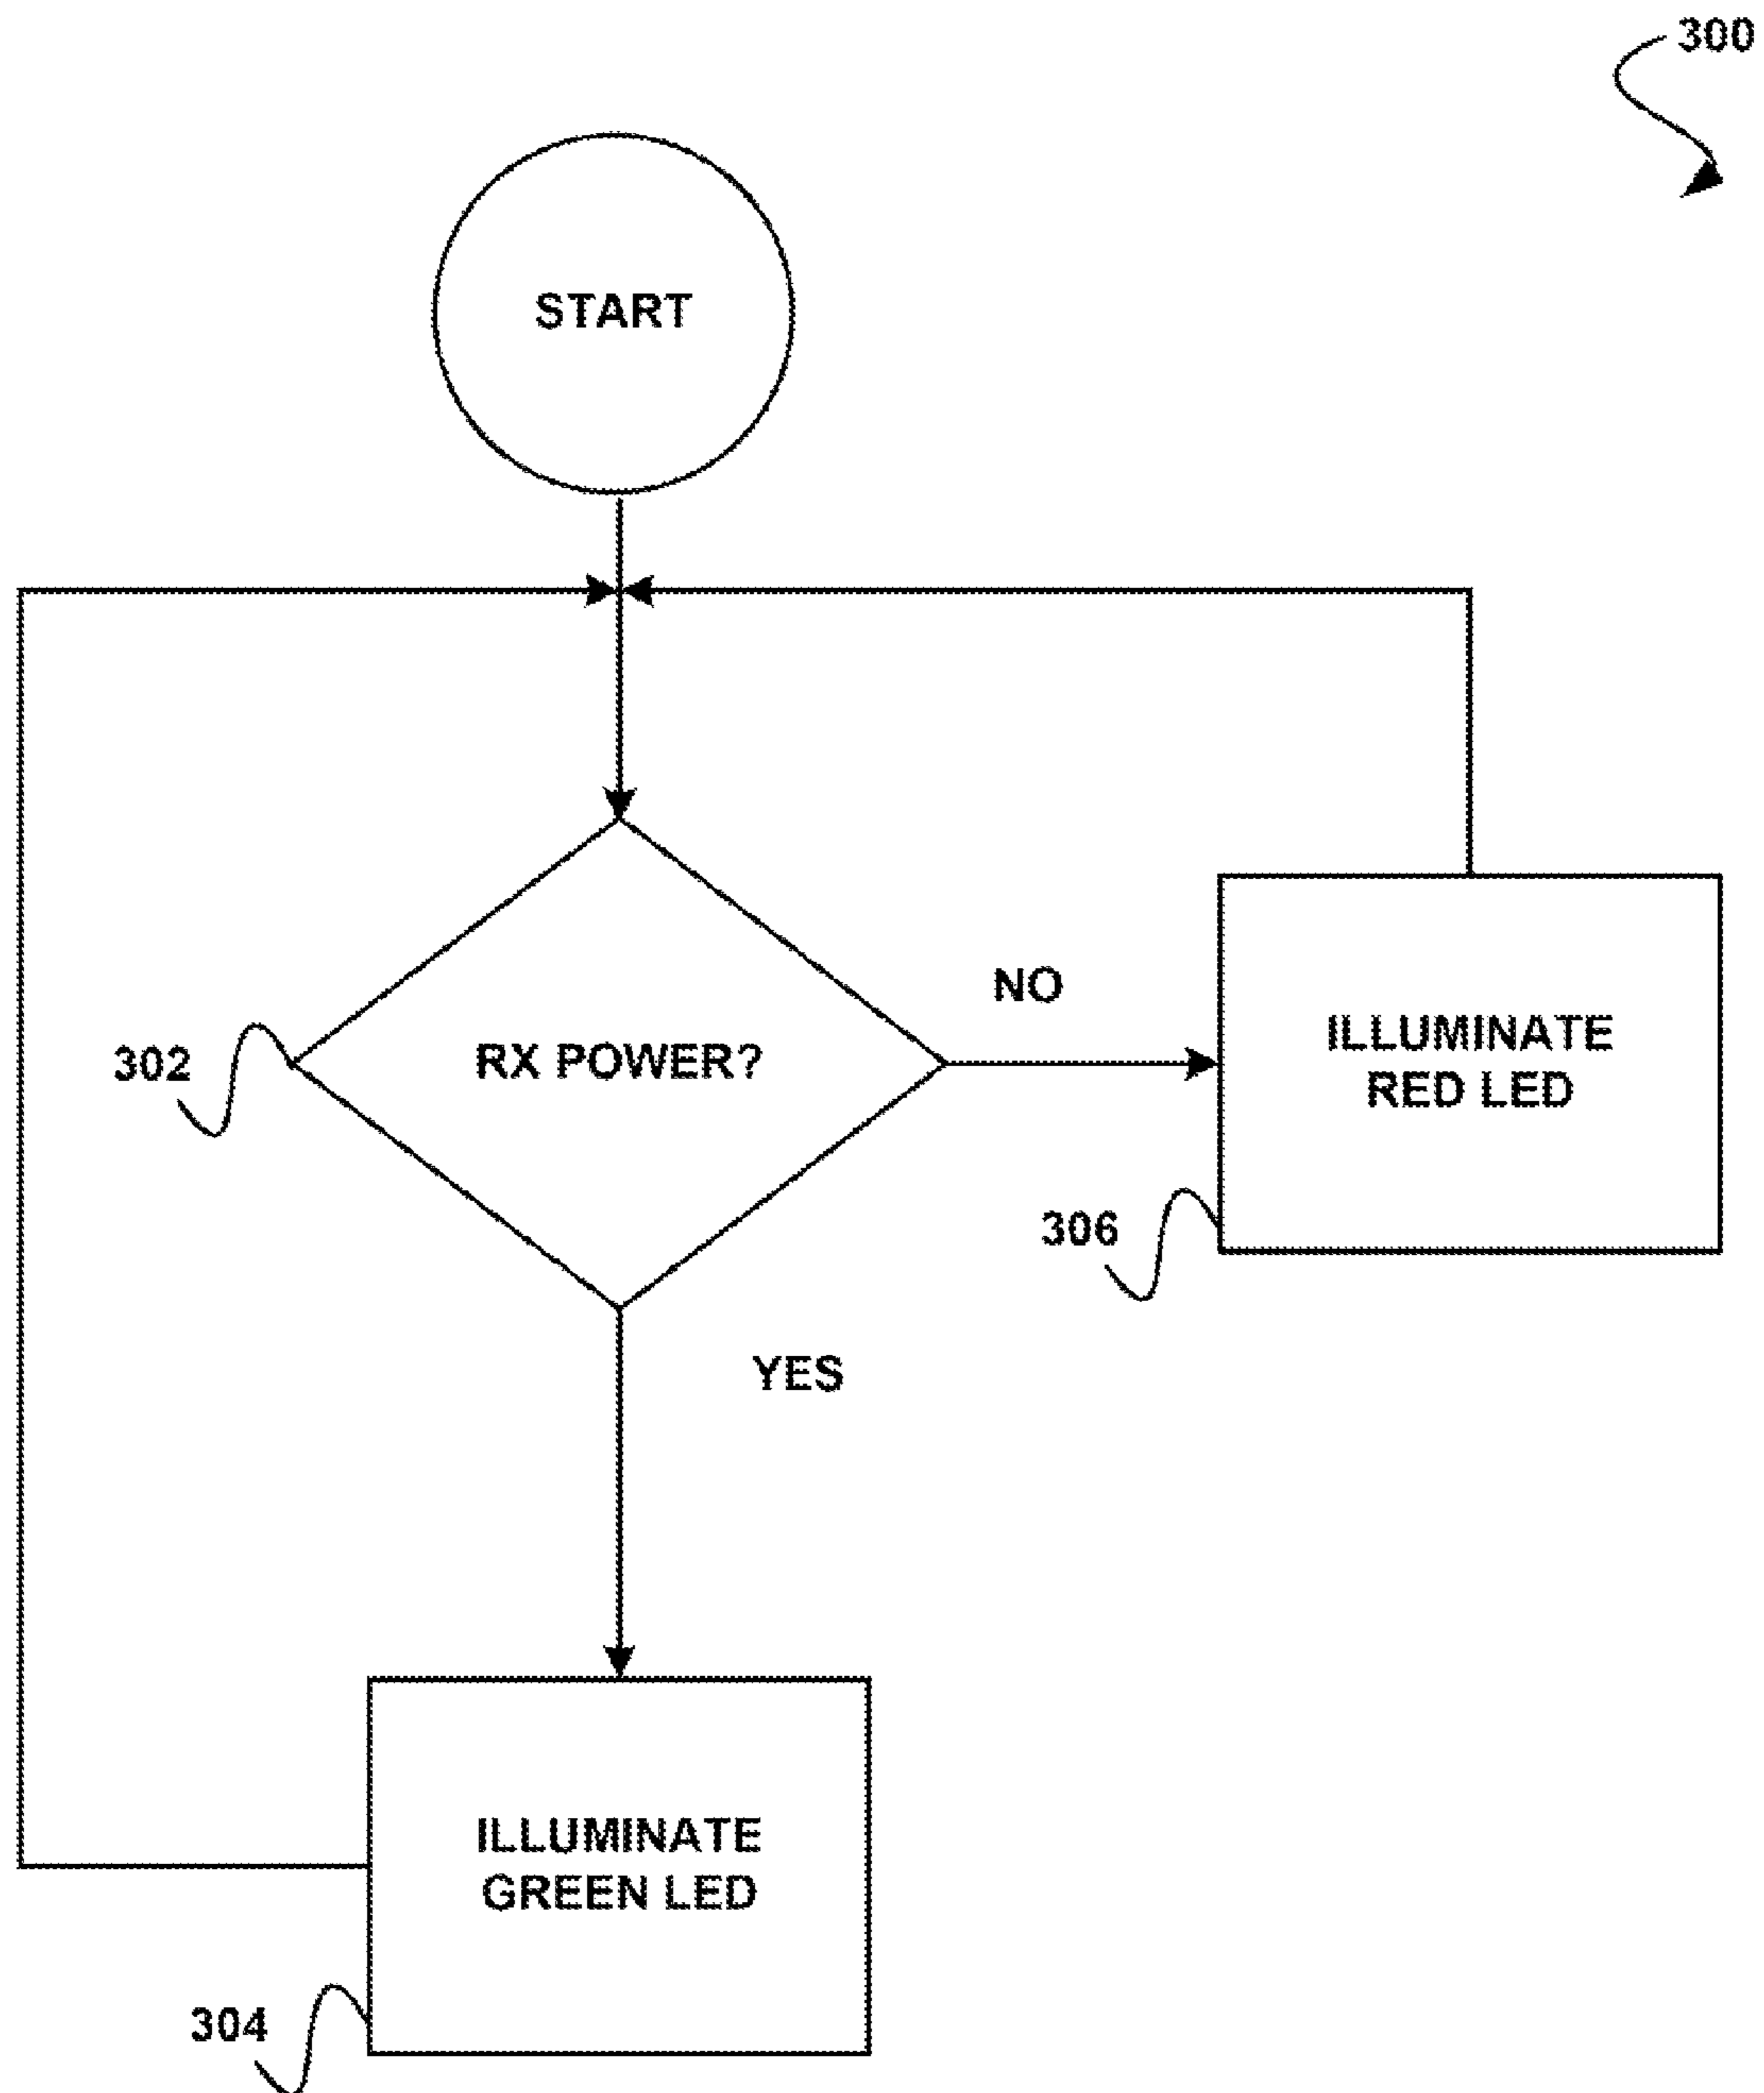 300
START
NO
302
RX POWER?
ILLUMINATE
RED LED
306
YES
ILLUMINATE
GREEN LED
304